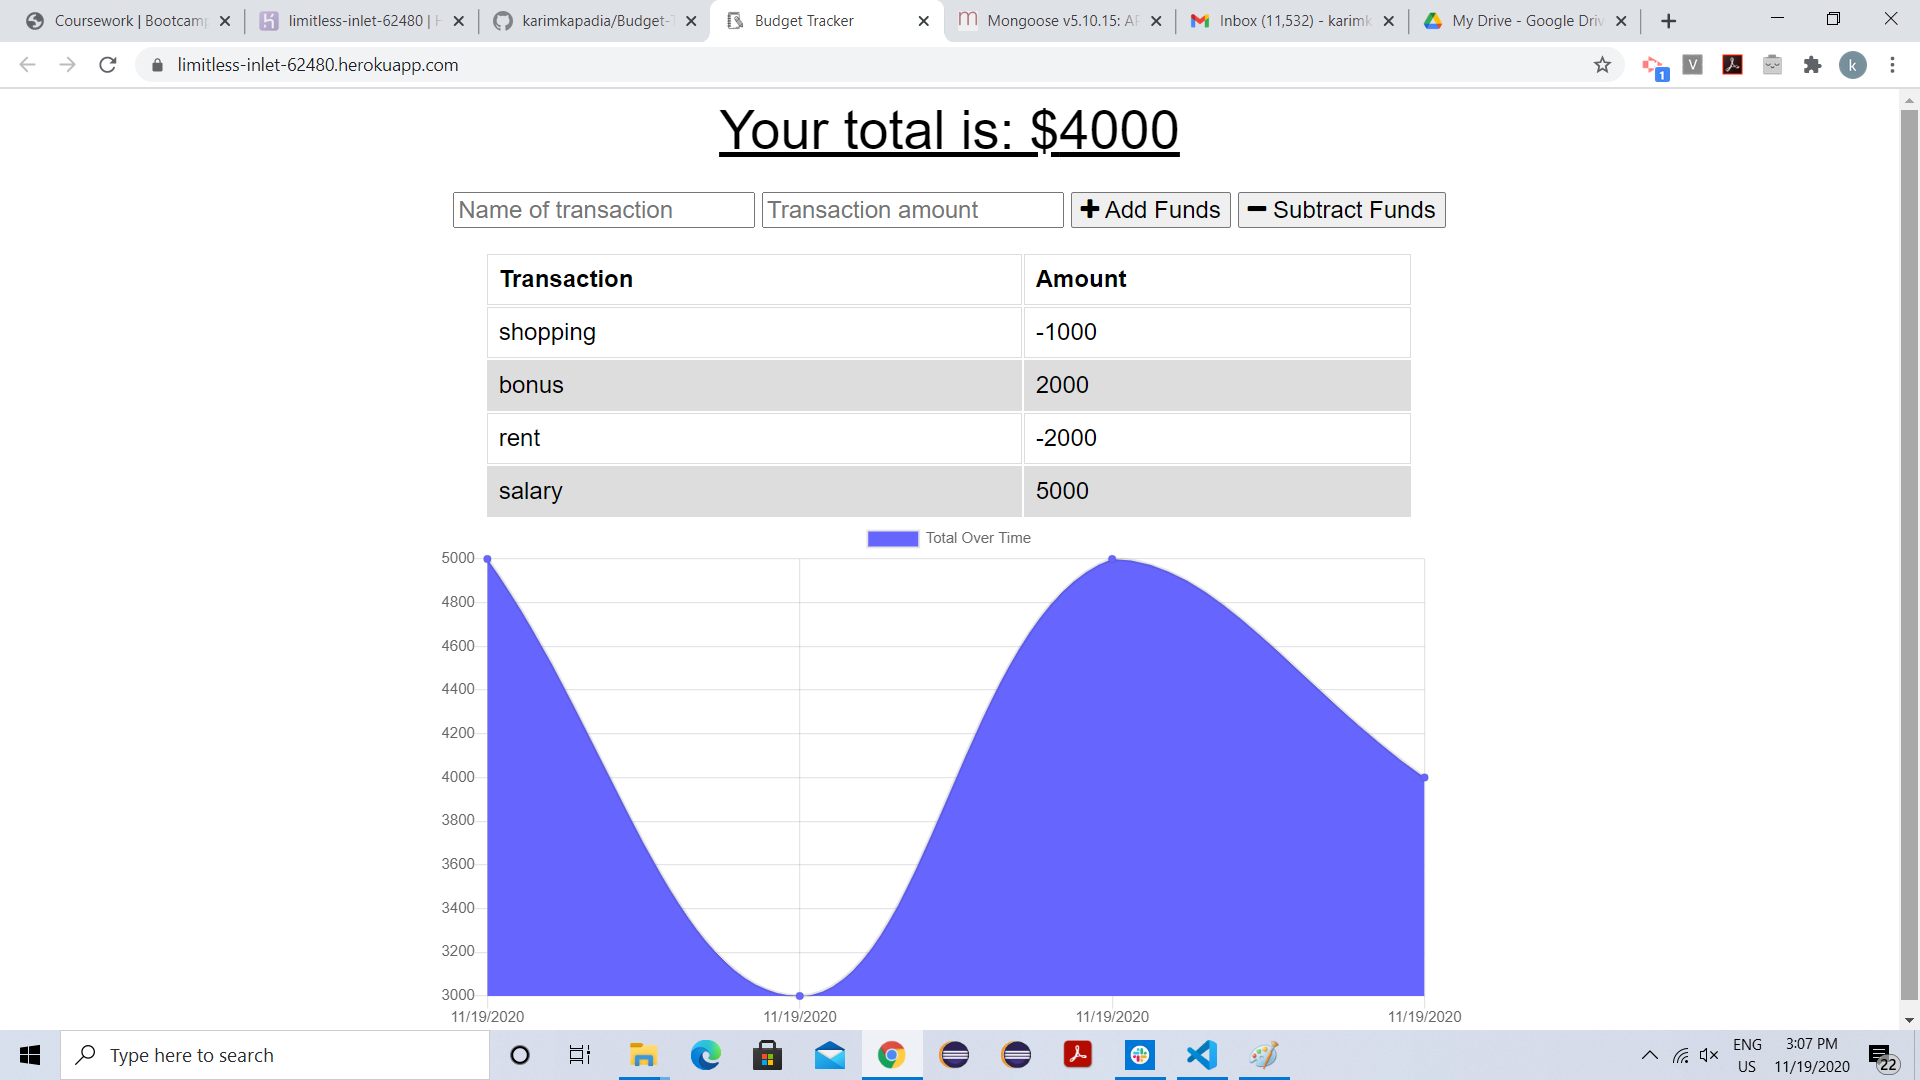 Coursework | Bootcam
limitless-inlet-62480 | H
karimkapadia/Budget-T
Budget Tracker
Mongoose v5.10.15: AP
Inbox (11,532) - karimk
My Drive - Google Driv
limitless-inlet-62480.herokuapp.com
1
V
k
Your total is: $4000
Name of transaction
Transaction amount
Add Funds
Subtract Funds
Transaction Amount
shopping -1000
bonus 2000
rent -2000
salary 5000
Total Over Time
5000
4800
4600
4400
4200
4000
3800
3600
3400
3200
3000
11/19/2020 11/19/2020 11/19/2020 11/19/2020
Type here to search
ENG
US
3:07 PM
11/19/2020
22